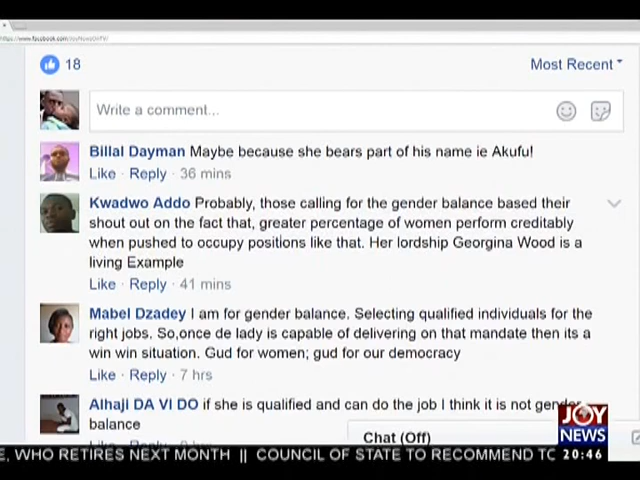 https://www.facebook.com/JoyNewsOnTV/
18
Most Recent
Write a comment...
Billal Dayman Maybe because she bears part of his name ie Akufu!
Like · Reply · 36 mins
Kwadwo Addo Probably, those calling for the gender balance based their
shout out on the fact that, greater percentage of women perform creditably
when pushed to occupy positions like that. Her lordship Georgina Wood is a
living Example
Like · Reply · 41 mins
Mabel Dzadey I am for gender balance. Selecting qualified individuals for the
right jobs. So,once de lady is capable of delivering on that mandate then its a
win win situation. Gud for women; gud for our democracy
Like · Reply · 7 hrs
Alhaji DA VI DO if she is qualified and can do the job I think it is not gender
balance
Chat (Off)
JOY
NEWS
E, WHO RETIRES NEXT MONTH || COUNCIL OF STATE TO RECOMMEND TO
20:46